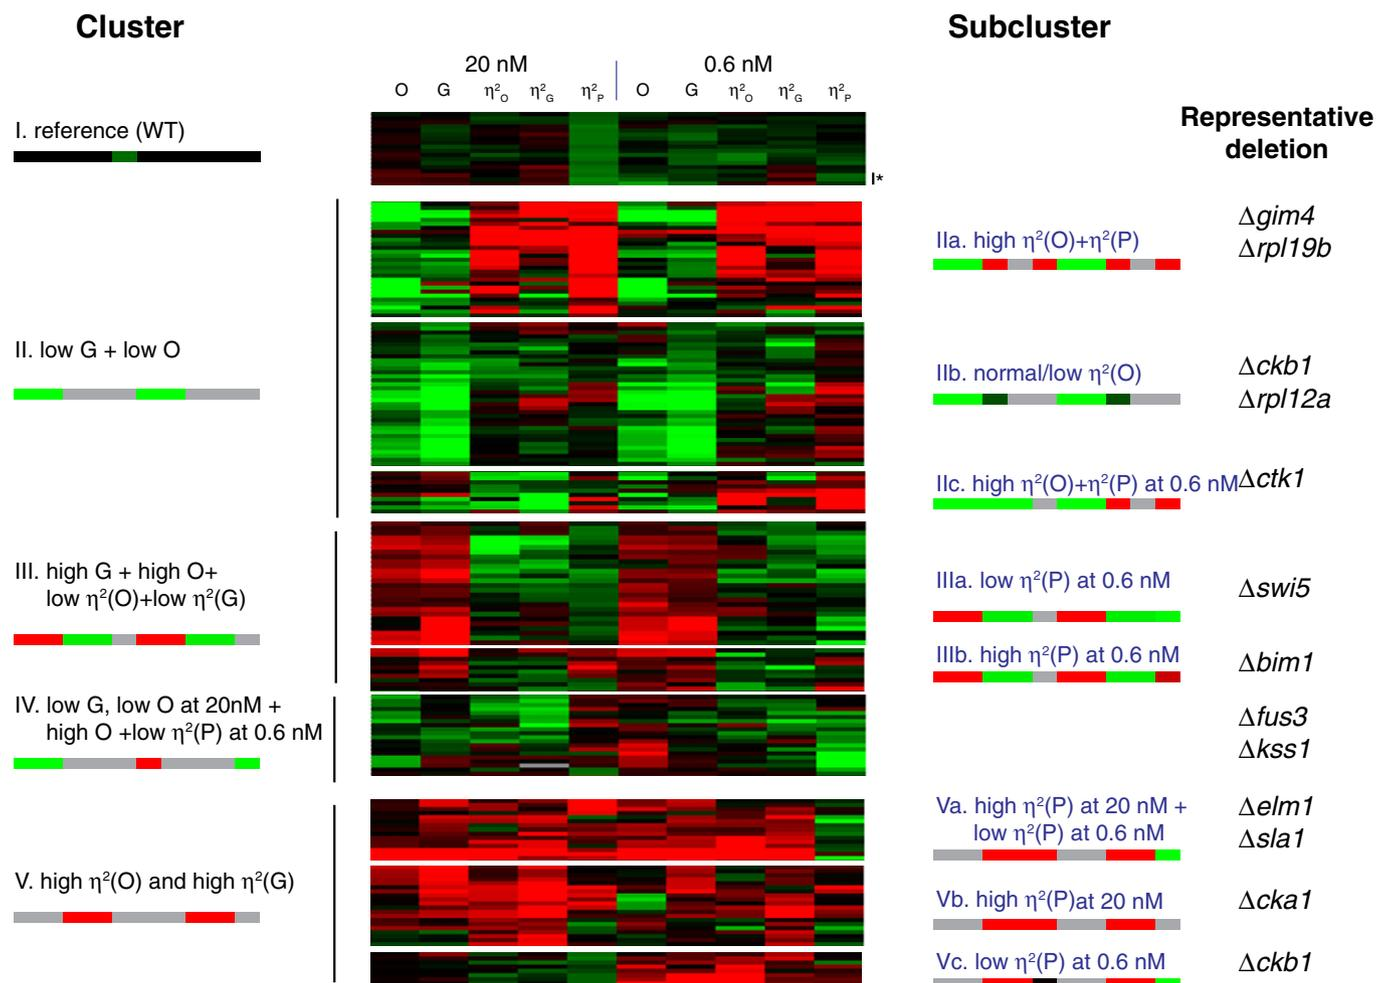 Cluster
Subcluster
20 nM
0.6 nM
O G η²O η²G η²P O G η²O η²G η²P
Representative
deletion
I. reference (WT)
I*
IIa. high η²(O)+η²(P)
Δgim4
Δrpl19b
II. low G + low O
IIb. normal/low η²(O)
Δckb1
Δrpl12a
IIc. high η²(O)+η²(P) at 0.6 nM
Δctk1
III. high G + high O+
low η²(O)+low η²(G)
IIIa. low η²(P) at 0.6 nM
Δswi5
IIIb. high η²(P) at 0.6 nM
Δbim1
IV. low G, low O at 20nM +
high O +low η²(P) at 0.6 nM
Δfus3
Δkss1
Va. high η²(P) at 20 nM +
low η²(P) at 0.6 nM
Δelm1
Δsla1
V. high η²(O) and high η²(G)
Vb. high η²(P)at 20 nM
Δcka1
Vc. low η²(P) at 0.6 nM
Δckb1